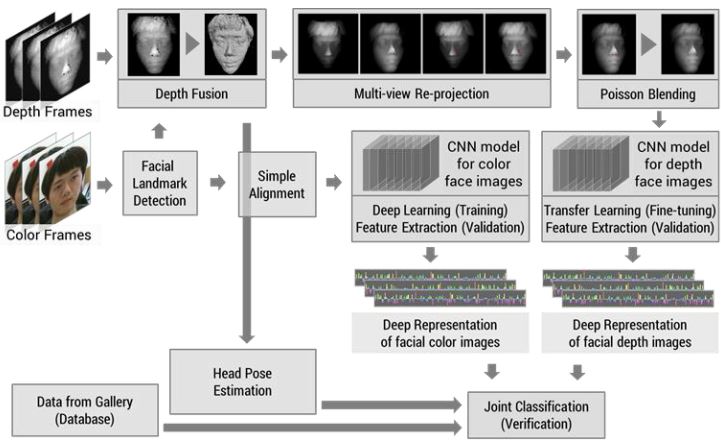 Depth Frames
Depth Fusion
Multi-view Re-projection
Poisson Blending
Color Frames
Facial
Landmark
Detection
Simple
Alignment
CNN model
for color
face images
Deep Learning (Training)
Feature Extraction (Validation)
CNN model
for depth
face images
Transfer Learning (Fine-tuning)
Feature Extraction (Validation)
Deep Representation
of facial color images
Deep Representation
of facial depth images
Head Pose
Estimation
Data from Gallery
(Database)
Joint Classification
(Verification)